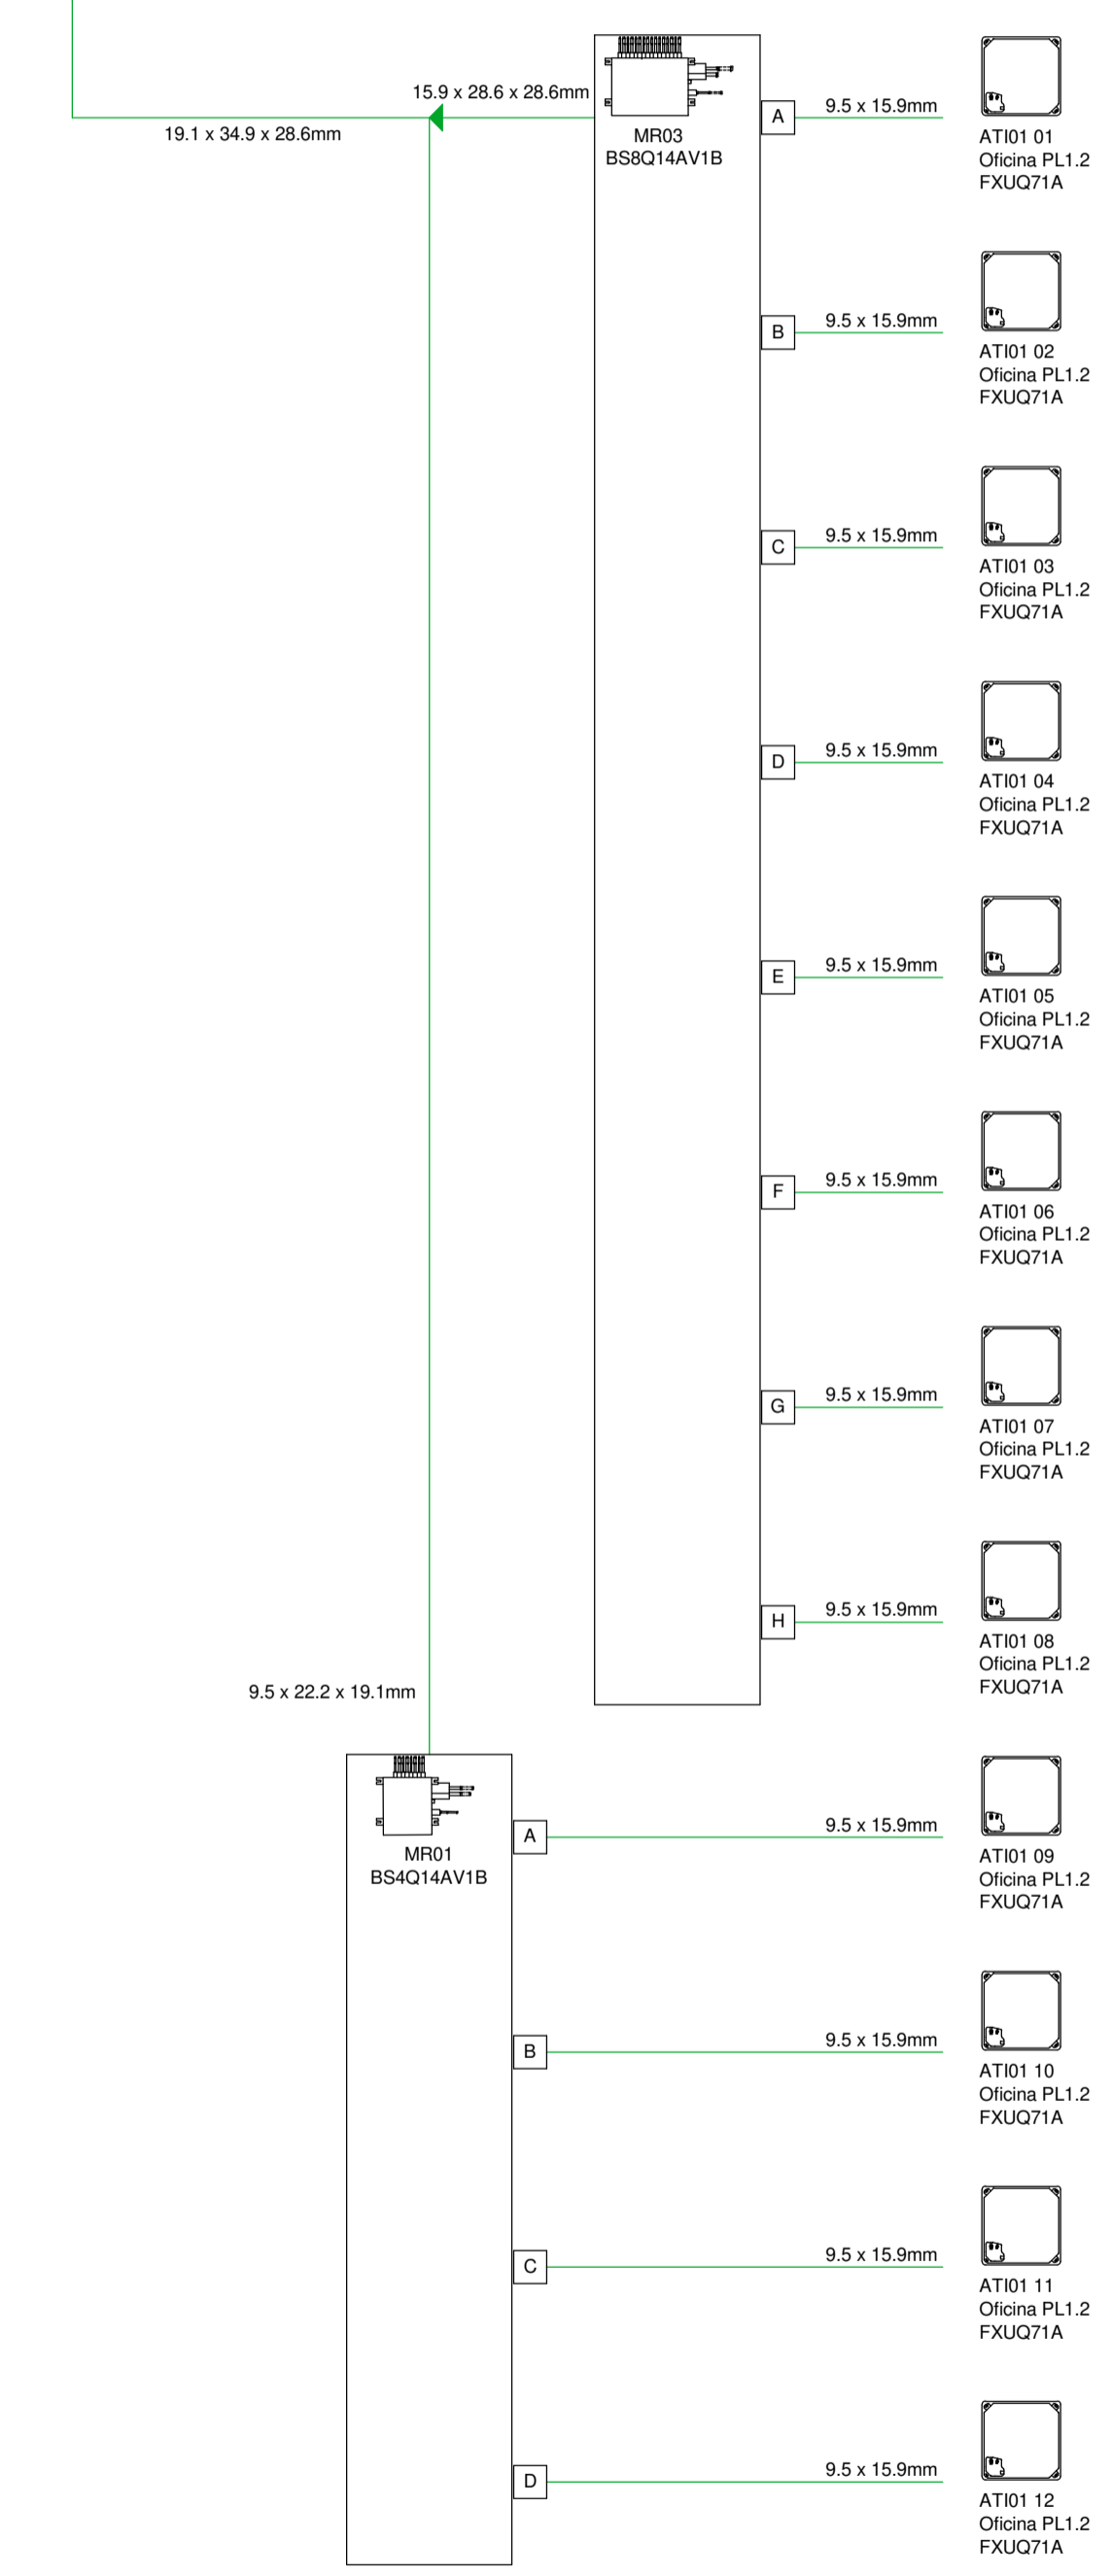 15.9 x 28.6 x 28.6mm
19.1 x 34.9 x 28.6mm
MR03
BS8Q14AV1B
A
9.5 x 15.9mm
ATI01 01
Oficina PL1.2
FXUQ71A
B
9.5 x 15.9mm
ATI01 02
Oficina PL1.2
FXUQ71A
C
9.5 x 15.9mm
ATI01 03
Oficina PL1.2
FXUQ71A
D
9.5 x 15.9mm
ATI01 04
Oficina PL1.2
FXUQ71A
E
9.5 x 15.9mm
ATI01 05
Oficina PL1.2
FXUQ71A
F
9.5 x 15.9mm
ATI01 06
Oficina PL1.2
FXUQ71A
G
9.5 x 15.9mm
ATI01 07
Oficina PL1.2
FXUQ71A
H
9.5 x 15.9mm
ATI01 08
Oficina PL1.2
FXUQ71A
9.5 x 22.2 x 19.1mm
MR01
BS4Q14AV1B
A
9.5 x 15.9mm
ATI01 09
Oficina PL1.2
FXUQ71A
B
9.5 x 15.9mm
ATI01 10
Oficina PL1.2
FXUQ71A
C
9.5 x 15.9mm
ATI01 11
Oficina PL1.2
FXUQ71A
D
9.5 x 15.9mm
ATI01 12
Oficina PL1.2
FXUQ71A